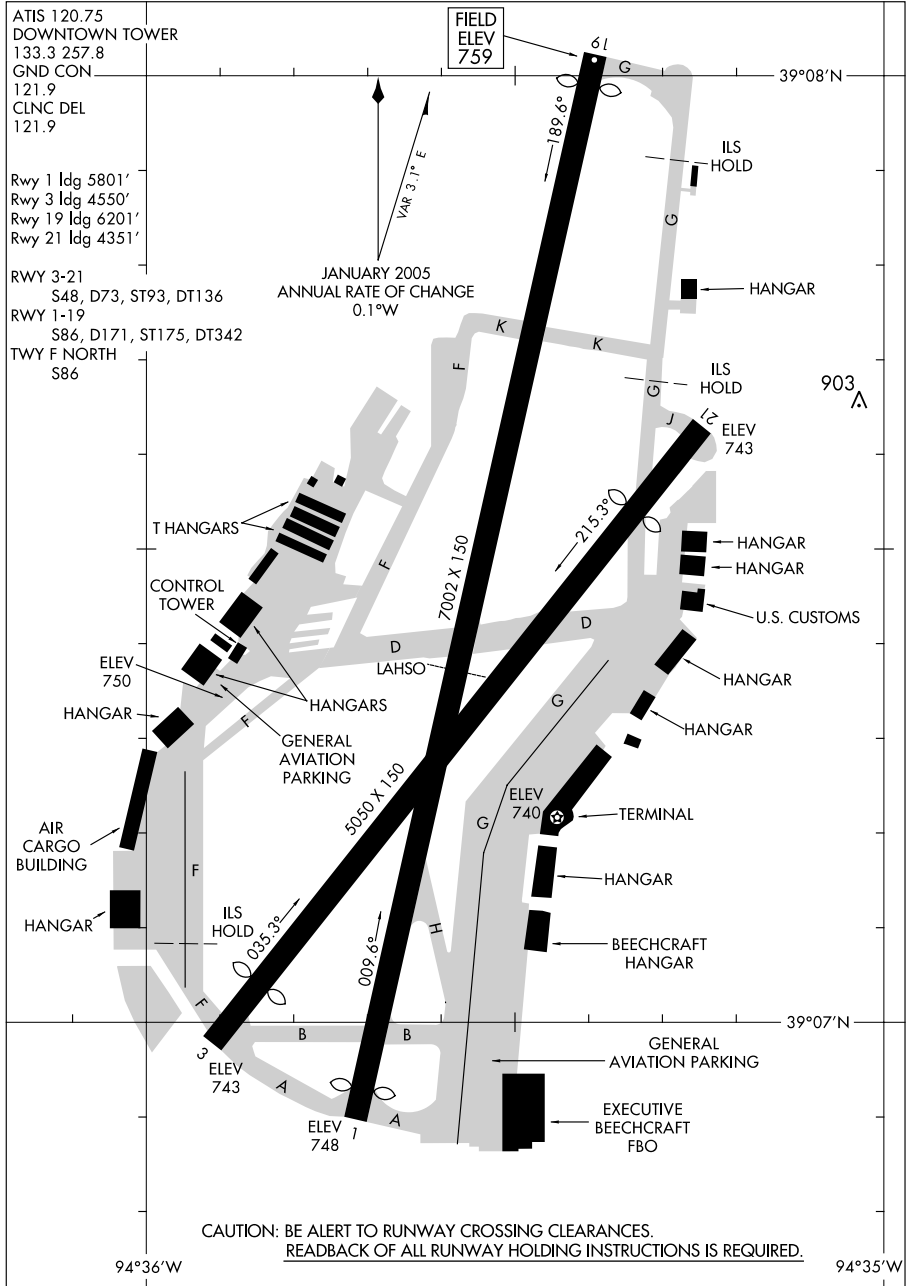 ATIS 120.75
DOWNTOWN TOWER
133.3 257.8
GND CON
121.9
CLNC DEL
121.9
Rwy 1 ldg 5801'
Rwy 3 ldg 4550'
Rwy 19 ldg 6201'
Rwy 21 ldg 4351'
RWY 3-21
S48, D73, ST93, DT136
RWY 1-19
S86, D171, ST175, DT342
TWY F NORTH
S86
FIELD
ELEV
759
19
G
39°08'N
189.6°
VAR 3.1° E
JANUARY 2005
ANNUAL RATE OF CHANGE
0.1°W
ILS
HOLD
G
HANGAR
K
K
F
ILS
HOLD
G
903
J
21
ELEV
743
T HANGARS
215.3°
7002 X 150
F
HANGAR
HANGAR
U.S. CUSTOMS
CONTROL
TOWER
D
D
LAHSO
ELEV
750
HANGARS
HANGAR
G
HANGAR
HANGAR
F
GENERAL
AVIATION
PARKING
5050 X 150
ELEV
740
TERMINAL
G
AIR
CARGO
BUILDING
F
HANGAR
HANGAR
ILS
HOLD
035.3°
009.6°
H
BEECHCRAFT
HANGAR
F
3
B
B
39°07'N
ELEV
743
GENERAL
AVIATION PARKING
A
A
ELEV
748
1
EXECUTIVE
BEECHCRAFT
FBO
CAUTION: BE ALERT TO RUNWAY CROSSING CLEARANCES.
READBACK OF ALL RUNWAY HOLDING INSTRUCTIONS IS REQUIRED.
94°36'W
94°35'W